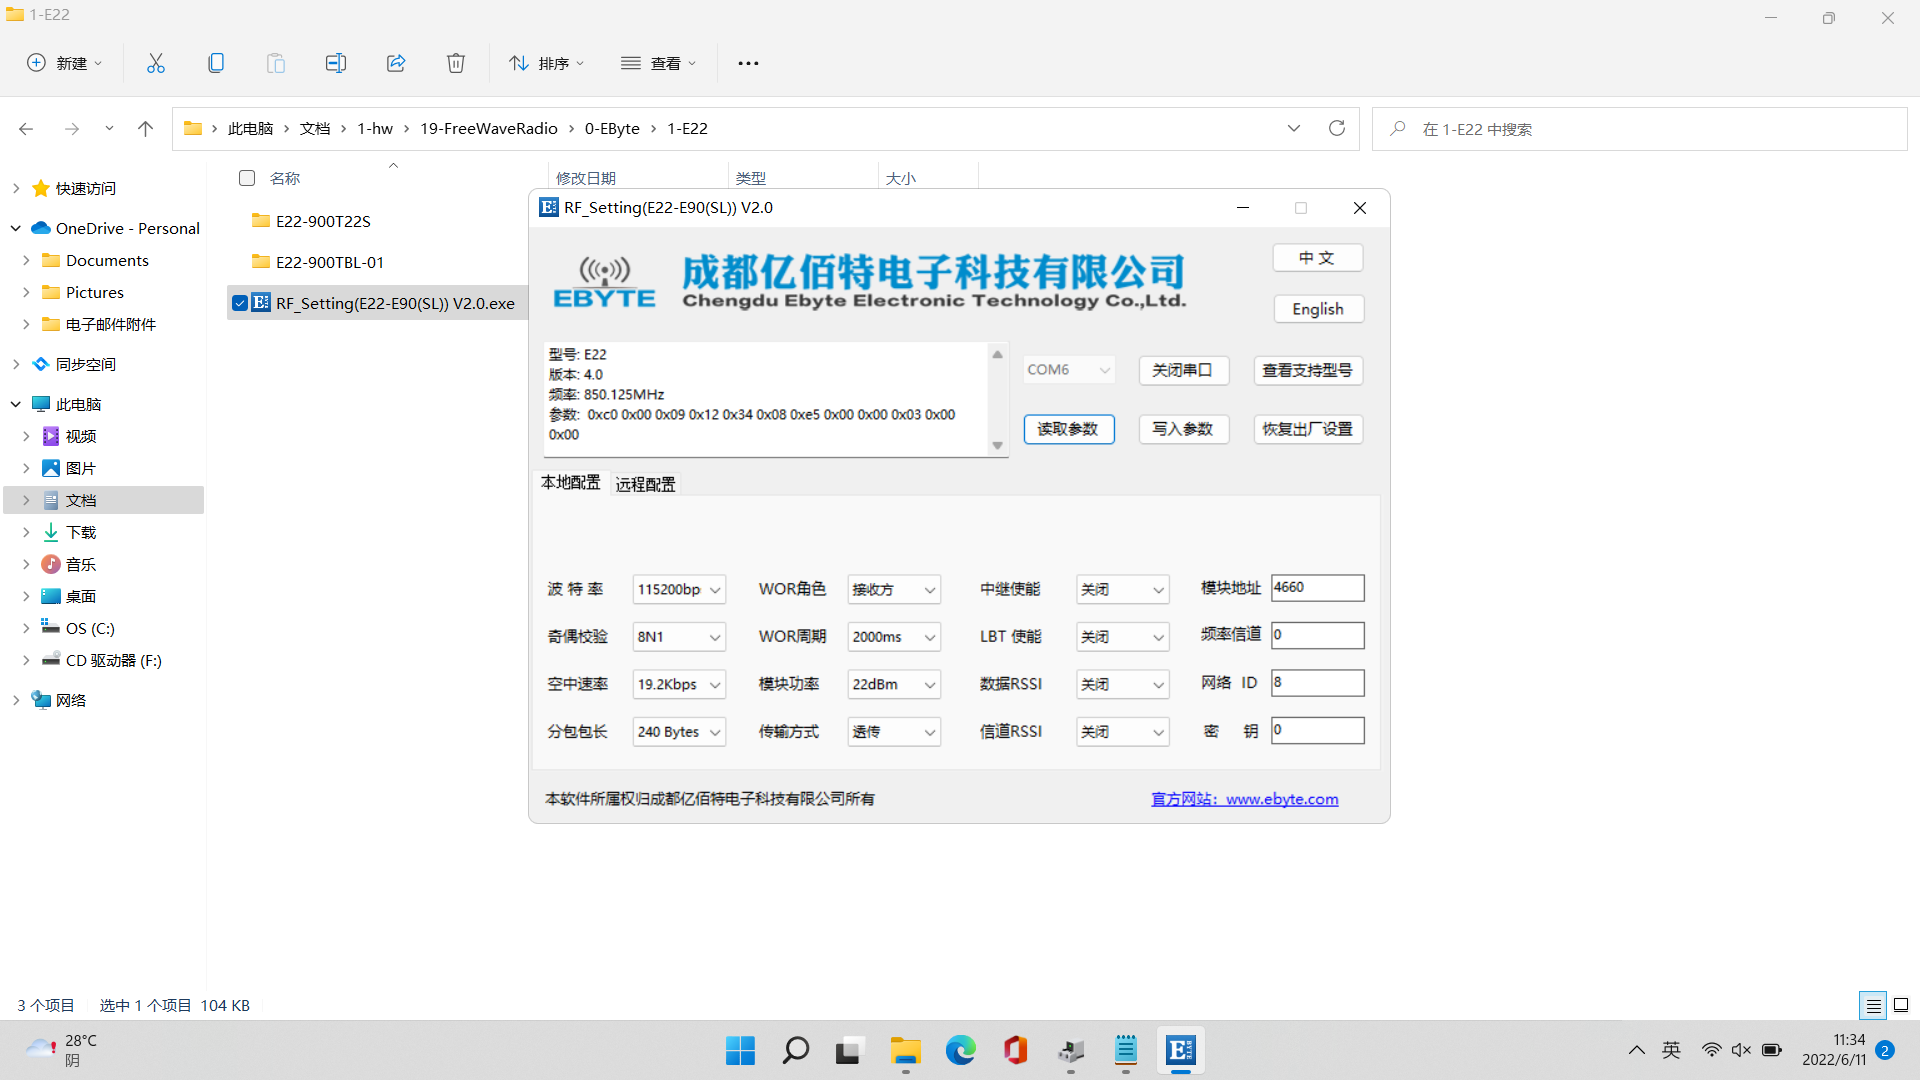 1-E22
新建
排序
查看
此电脑 文档 1-hw 19-FreeWaveRadio 0-EByte 1-E22
在 1-E22 中搜索
快速访问
OneDrive - Personal
Documents
Pictures
电子邮件附件
同步空间
此电脑
视频
图片
文档
下载
音乐
桌面
OS (C:)
CD 驱动器 (F:)
网络
名称 修改日期 类型 大小
E22-900T22S
E22-900TBL-01
RF_Setting(E22-E90(SL)) V2.0.exe
RF_Setting(E22-E90(SL)) V2.0
EBYTE
成都亿佰特电子科技有限公司
Chengdu Ebyte Electronic Technology Co.,Ltd.
中 文
English
型号: E22
版本: 4.0
频率: 850.125MHz
参数: 0xc0 0x00 0x09 0x12 0x34 0x08 0xe5 0x00 0x00 0x03 0x00
0x00
COM6 关闭串口 查看支持型号
读取参数 写入参数 恢复出厂设置
本地配置 远程配置
波 特 率 115200bp WOR角色 接收方 中继使能 关闭 模块地址 4660
奇偶校验 8N1 WOR周期 2000ms LBT 使能 关闭 频率信道 0
空中速率 19.2Kbps 模块功率 22dBm 数据RSSI 关闭 网络 ID 8
分包包长 240 Bytes 传输方式 透传 信道RSSI 关闭 密 钥 0
本软件所属权归成都亿佰特电子科技有限公司所有
官方网站：www.ebyte.com
3 个项目 选中 1 个项目 104 KB
28°C
阴
英
11:34
2022/6/11
2